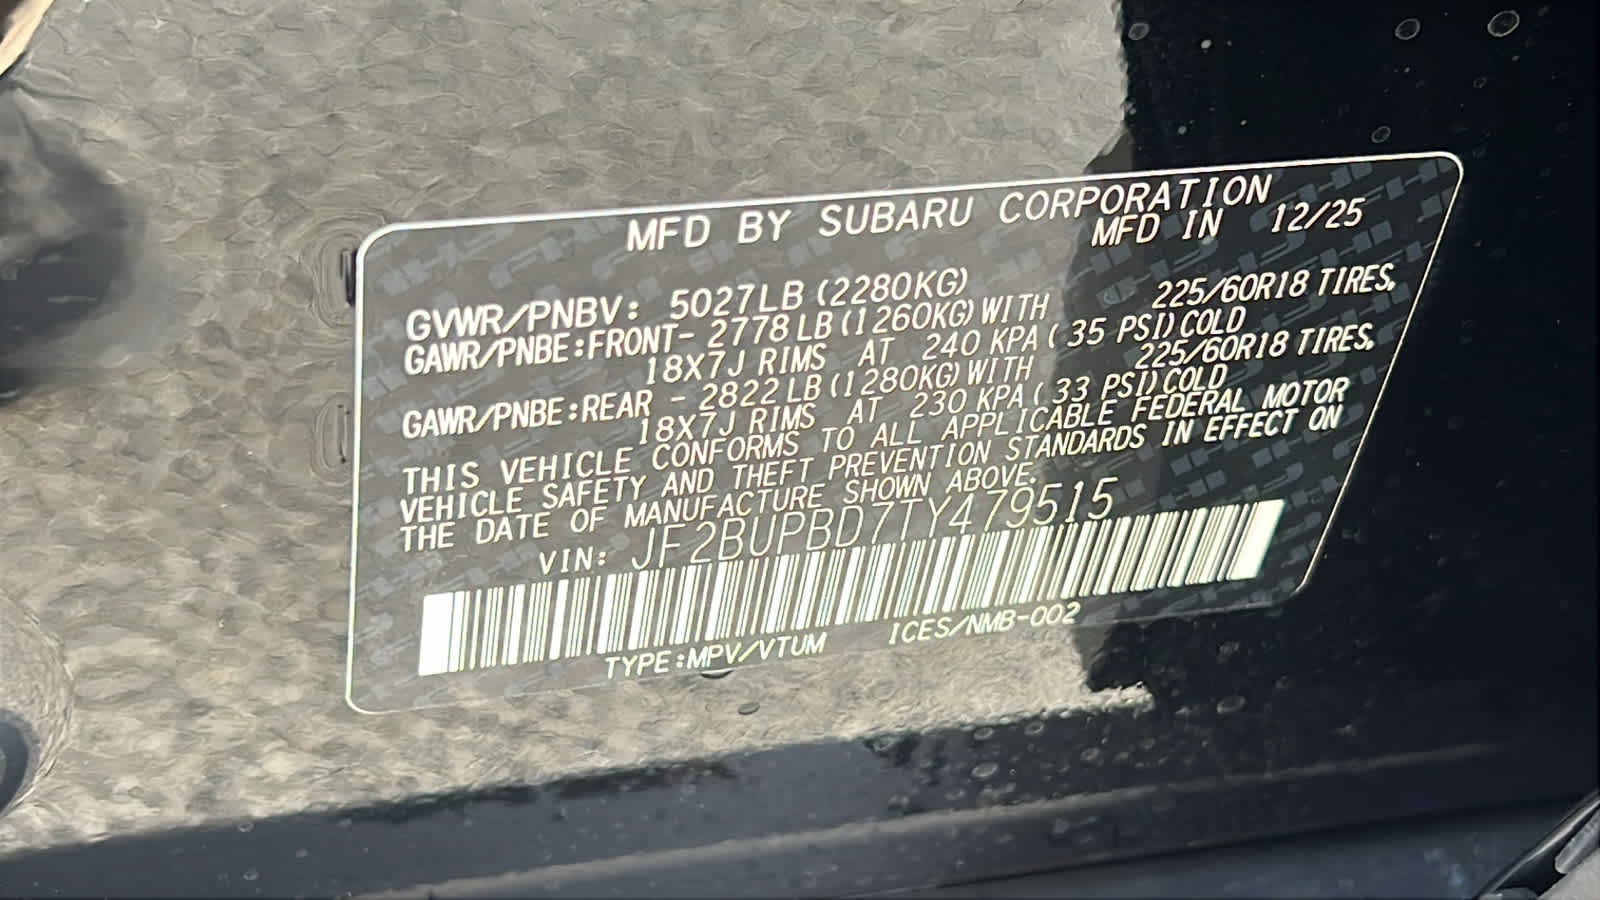 MFD BY SUBARU CORPORATION
MFD IN 12/25
GVWR/PNBV: 5027LB (2280KG)
GAWR/PNBE:FRONT- 2778LB(1260KG)WITH 225/60R18 TIRES,
18X7J RIMS AT 240 KPA( 35 PSI)COLD
GAWR/PNBE:REAR - 2822LB(1280KG)WITH 225/60R18 TIRES,
18X7J RIMS AT 230 KPA( 33 PSI)COLD
THIS VEHICLE CONFORMS TO ALL APPLICABLE FEDERAL MOTOR
VEHICLE SAFETY AND THEFT PREVENTION STANDARDS IN EFFECT ON
THE DATE OF MANUFACTURE SHOWN ABOVE.
VIN: JF2BUPBD7TY479515
TYPE:MPV/VTUM ICES/NMB-002